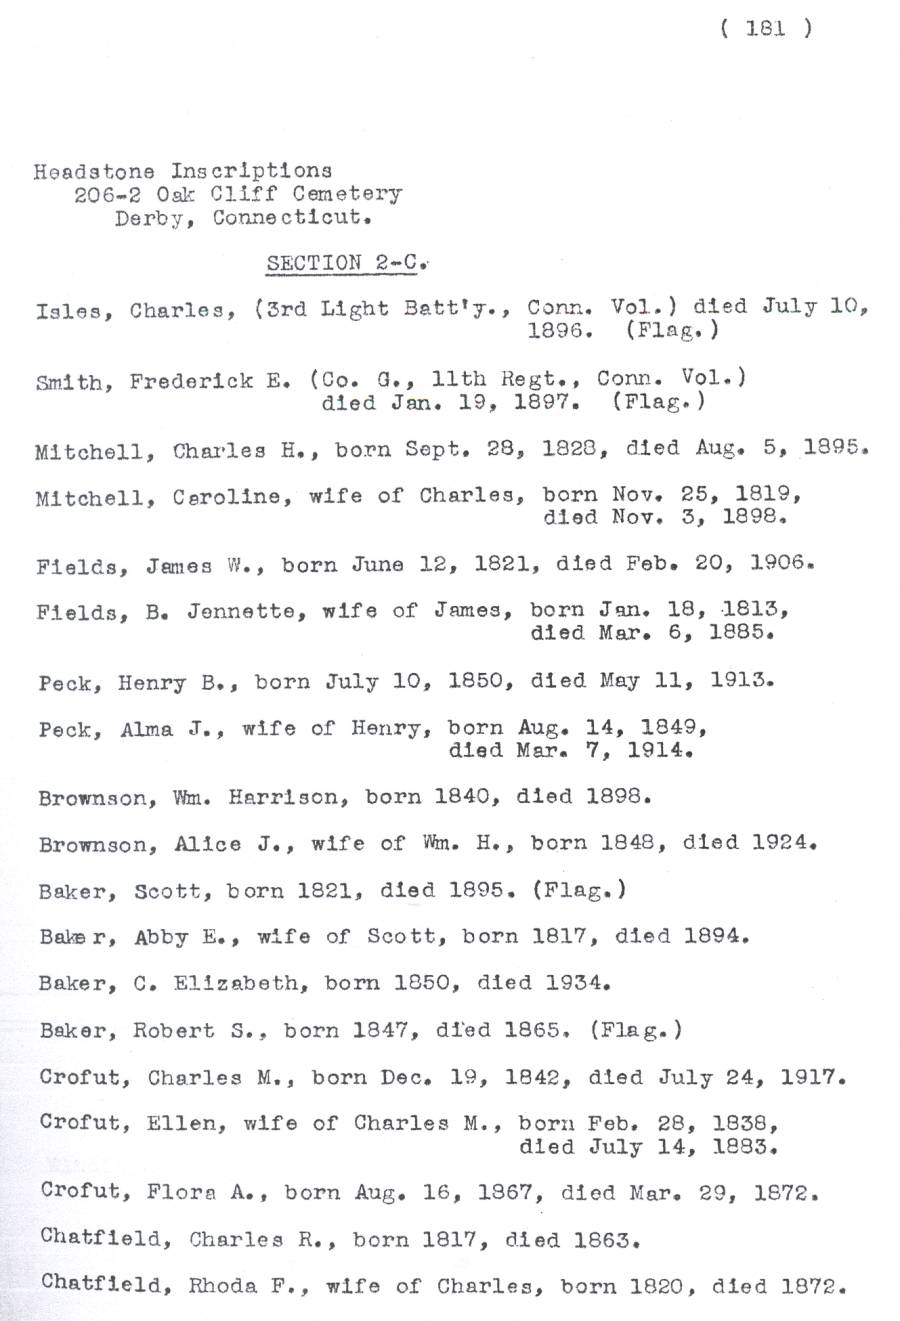 ( 181 )
Headstone Inscriptions
206-2 Oak Cliff Cemetery
Derby, Connecticut.
SECTION 2-C.
Isles, Charles, (3rd Light Batt'y., Conn. Vol.) died July 10,
1896. (Flag.)
Smith, Frederick E. (Co. G., 11th Regt., Conn. Vol.)
died Jan. 19, 1897. (Flag.)
Mitchell, Charles H., born Sept. 28, 1828, died Aug. 5, 1895.
Mitchell, Caroline, wife of Charles, born Nov. 25, 1819,
died Nov. 3, 1898.
Fields, James W., born June 12, 1821, died Feb. 20, 1906.
Fields, B. Jennette, wife of James, born Jan. 18, 1813,
died Mar. 6, 1885.
Peck, Henry B., born July 10, 1850, died May 11, 1913.
Peck, Alma J., wife of Henry, born Aug. 14, 1849,
died Mar. 7, 1914.
Brownson, Wm. Harrison, born 1840, died 1898.
Brownson, Alice J., wife of Wm. H., born 1848, died 1924.
Baker, Scott, born 1821, died 1895. (Flag.)
Baker, Abby E., wife of Scott, born 1817, died 1894.
Baker, C. Elizabeth, born 1850, died 1934.
Baker, Robert S., born 1847, died 1865. (Flag.)
Crofut, Charles M., born Dec. 19, 1842, died July 24, 1917.
Crofut, Ellen, wife of Charles M., born Feb. 28, 1838,
died July 14, 1883.
Crofut, Flora A., born Aug. 16, 1867, died Mar. 29, 1872.
Chatfield, Charles R., born 1817, died 1863.
Chatfield, Rhoda F., wife of Charles, born 1820, died 1872.